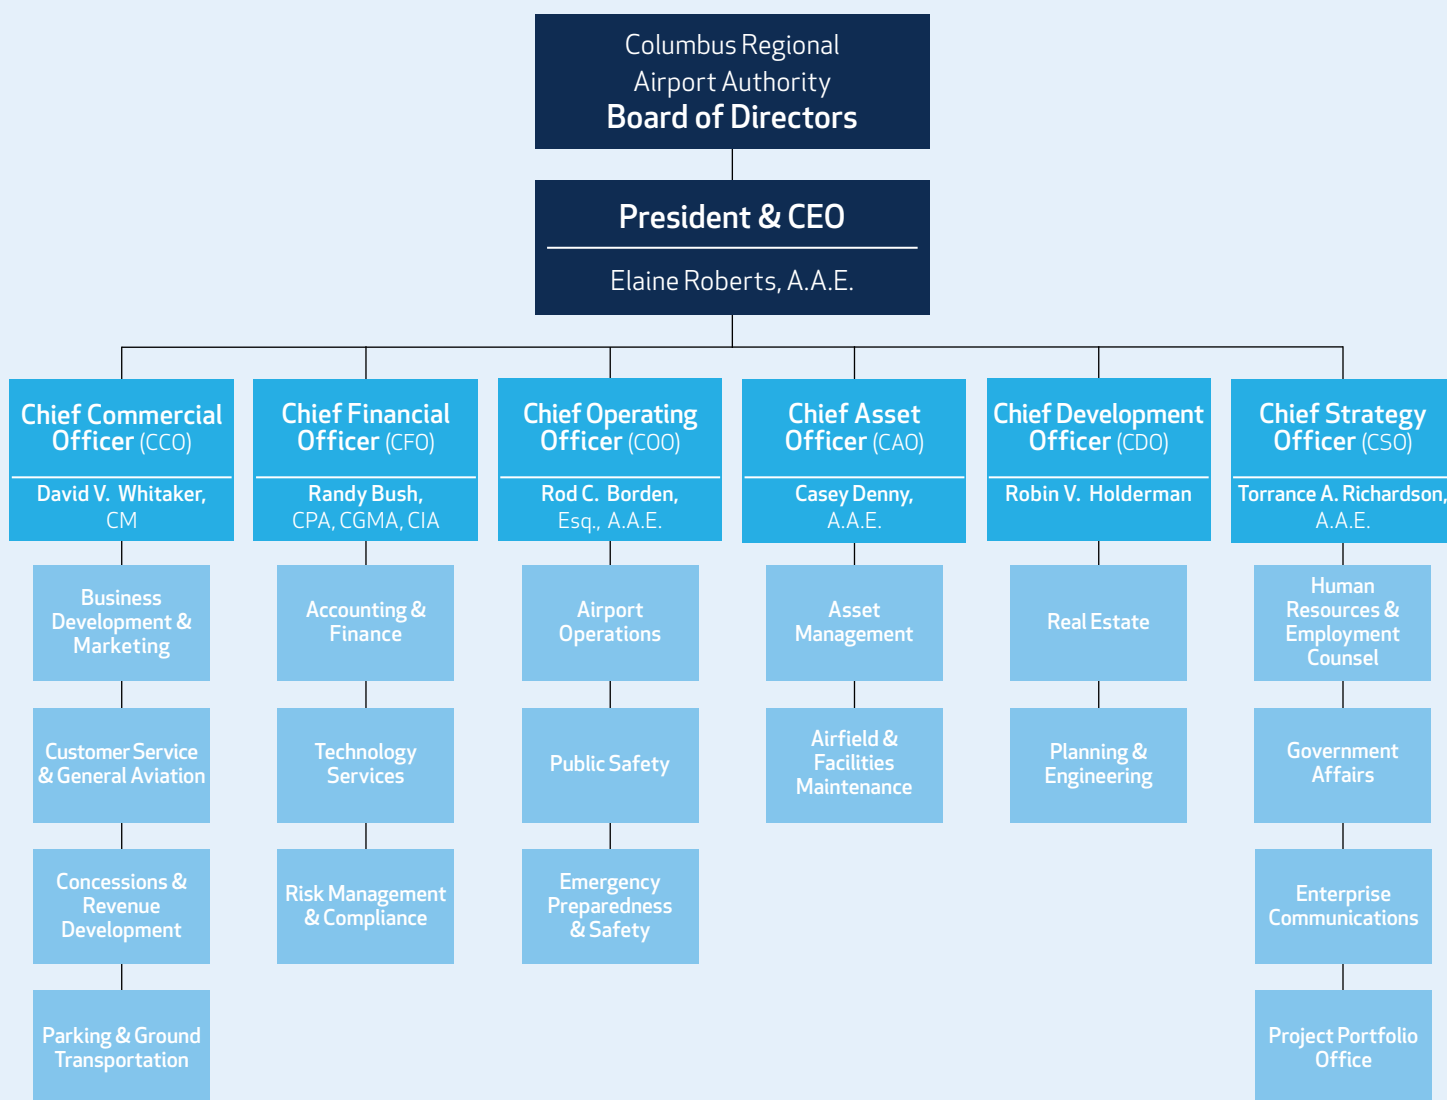 Columbus Regional
Airport Authority
Board of Directors
President & CEO
Elaine Roberts, A.A.E.
Chief Commercial
Officer (CCO)
David V. Whitaker,
CM
Chief Financial
Officer (CFO)
Randy Bush,
CPA, CGMA, CIA
Chief Operating
Officer (COO)
Rod C. Borden,
Esq., A.A.E.
Chief Asset
Officer (CAO)
Casey Denny,
A.A.E.
Chief Development
Officer (CDO)
Robin V. Holderman
Chief Strategy
Officer (CSO)
Torrance A. Richardson,
A.A.E.
Business
Development &
Marketing
Accounting &
Finance
Airport
Operations
Asset
Management
Real Estate
Human
Resources &
Employment
Counsel
Customer Service
& General Aviation
Technology
Services
Public Safety
Airfield &
Facilities
Maintenance
Planning &
Engineering
Government
Affairs
Concessions &
Revenue
Development
Risk Management
& Compliance
Emergency
Preparedness
& Safety
Enterprise
Communications
Parking & Ground
Transportation
Project Portfolio
Office